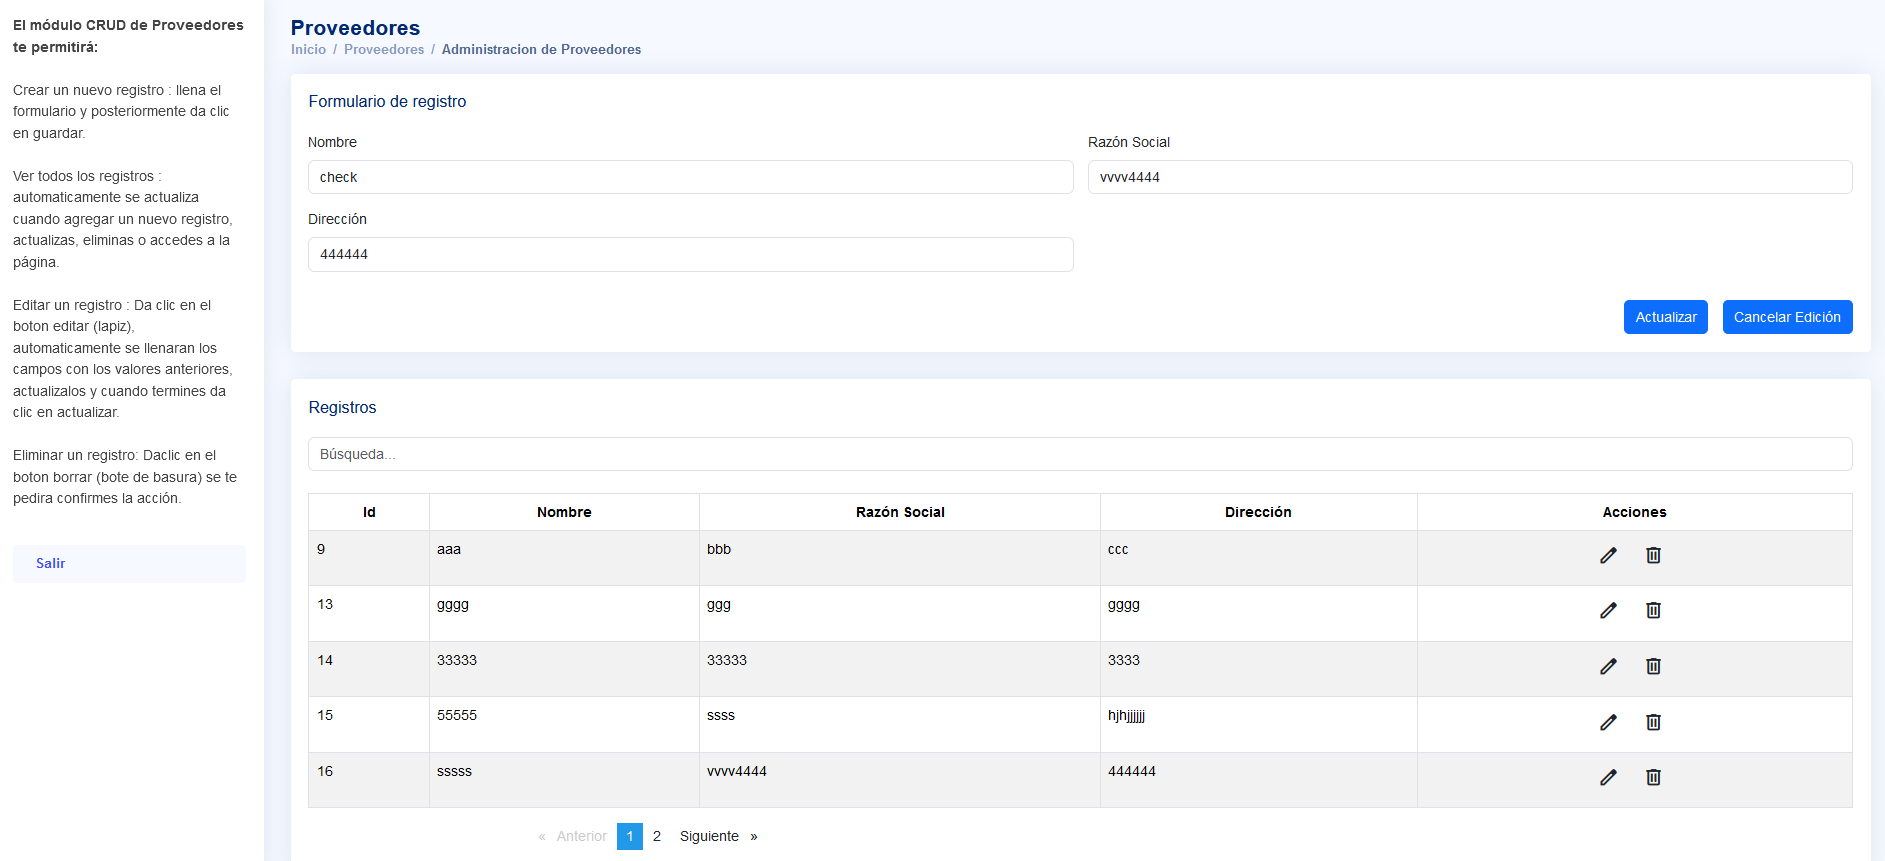 El módulo CRUD de Proveedores
te permitirá:
Crear un nuevo registro : llena el
formulario y posteriormente da clic
en guardar.
Ver todos los registros :
automaticamente se actualiza
cuando agregar un nuevo registro,
actualizas, eliminas o accedes a la
página.
Editar un registro : Da clic en el
boton editar (lapiz),
automaticamente se llenaran los
campos con los valores anteriores,
actualizalos y cuando termines da
clic en actualizar.
Eliminar un registro: Daclic en el
boton borrar (bote de basura) se te
pedira confirmes la acción.
Salir
Proveedores
Inicio / Proveedores / Administracion de Proveedores
Formulario de registro
Nombre Razón Social
check vvvv4444
Dirección
444444
Actualizar Cancelar Edición
Registros
Búsqueda...
Id Nombre Razón Social Dirección Acciones
9 aaa bbb ccc
13 gggg ggg gggg
14 33333 33333 3333
15 55555 ssss hjhjjjjjj
16 sssss vvvv4444 444444
« Anterior 1 2 Siguiente »